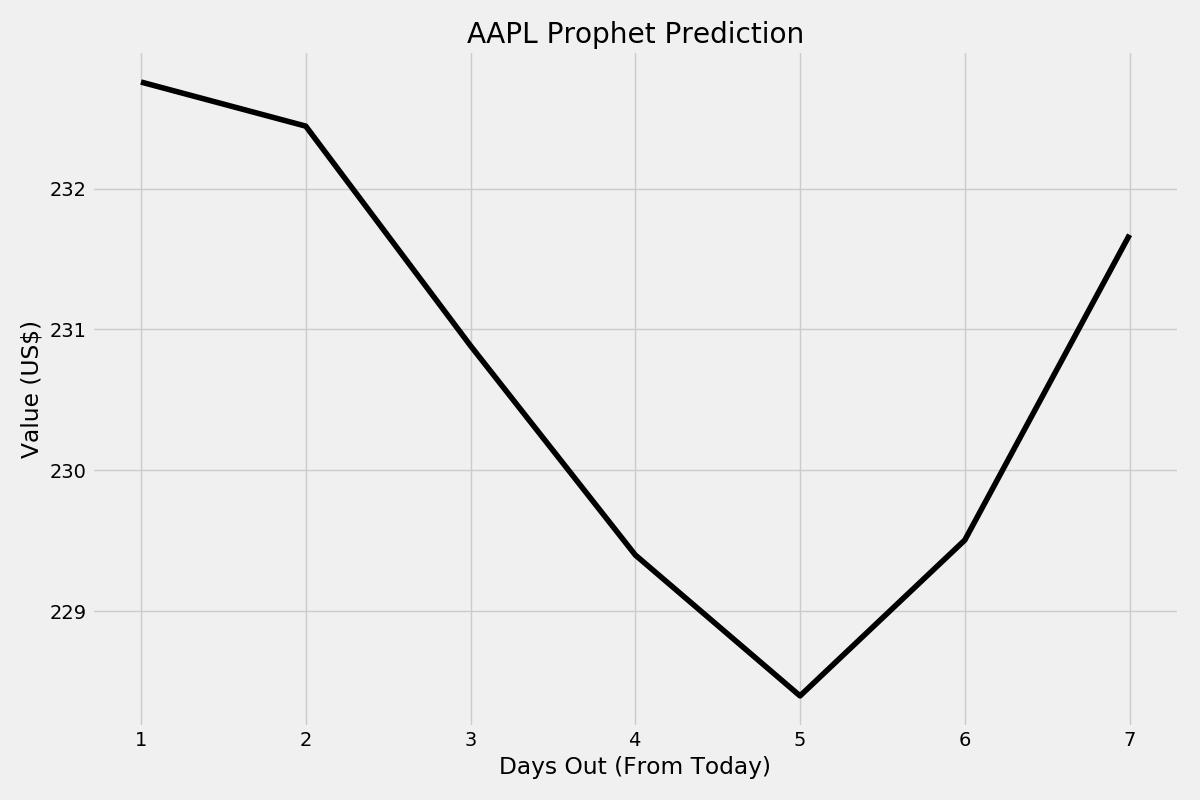 AAPL Prophet Prediction
Value (US$)
232
231
230
229
1 2 3 4 5 6 7
Days Out (From Today)